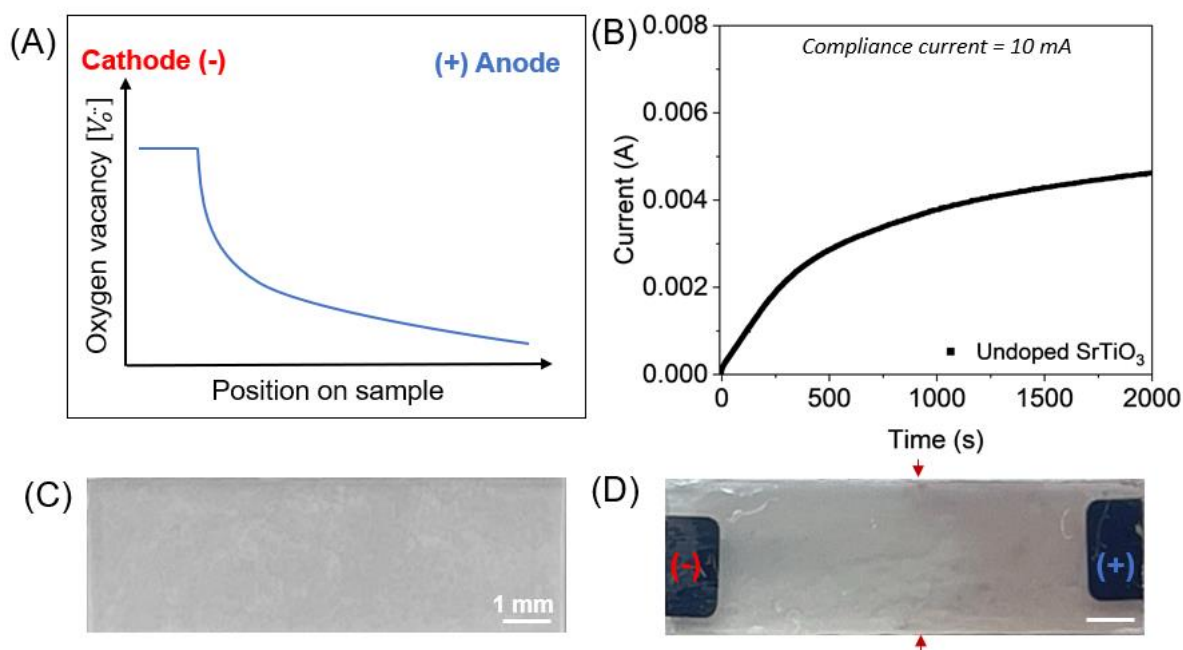 (A)
Cathode (-)
(+) Anode
Oxygen vacancy [V_O^{··}]
Position on sample
(B)
Compliance current = 10 mA
0.008
0.006
0.004
0.002
0.000
Current (A)
Undoped SrTiO₃
0
500
1000
1500
2000
Time (s)
(C)
1 mm
(D)
(-)
(+)